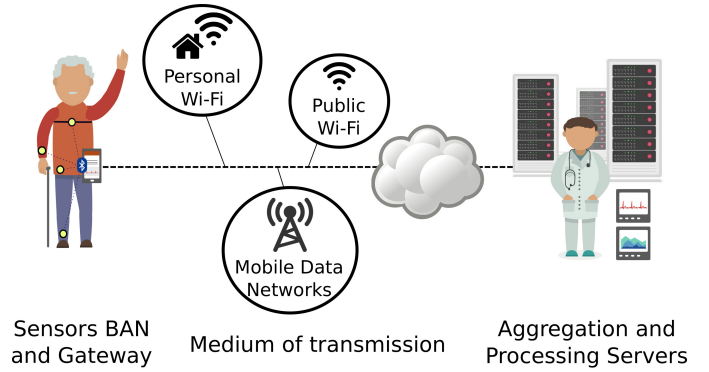 Personal
Wi-Fi
Public
Wi-Fi
Mobile Data
Networks
Sensors BAN
and Gateway
Medium of transmission
Aggregation and
Processing Servers